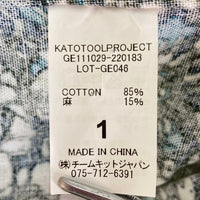 KATOTOOLPROJECT
GE111029-220183
LOT-GE046
COTTON 85%
麻 15%
1
MADE IN CHINA
㈱チームキットジャパン
075-712-6391